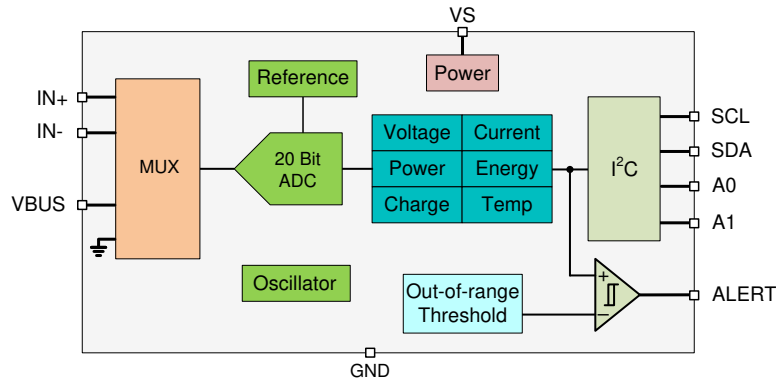 VS
Reference
Power
IN+
IN-
VBUS
MUX
20 Bit
ADC
Voltage
Current
Power
Energy
Charge
Temp
I²C
SCL
SDA
A0
A1
Oscillator
Out-of-range
Threshold
+
−
ALERT
GND